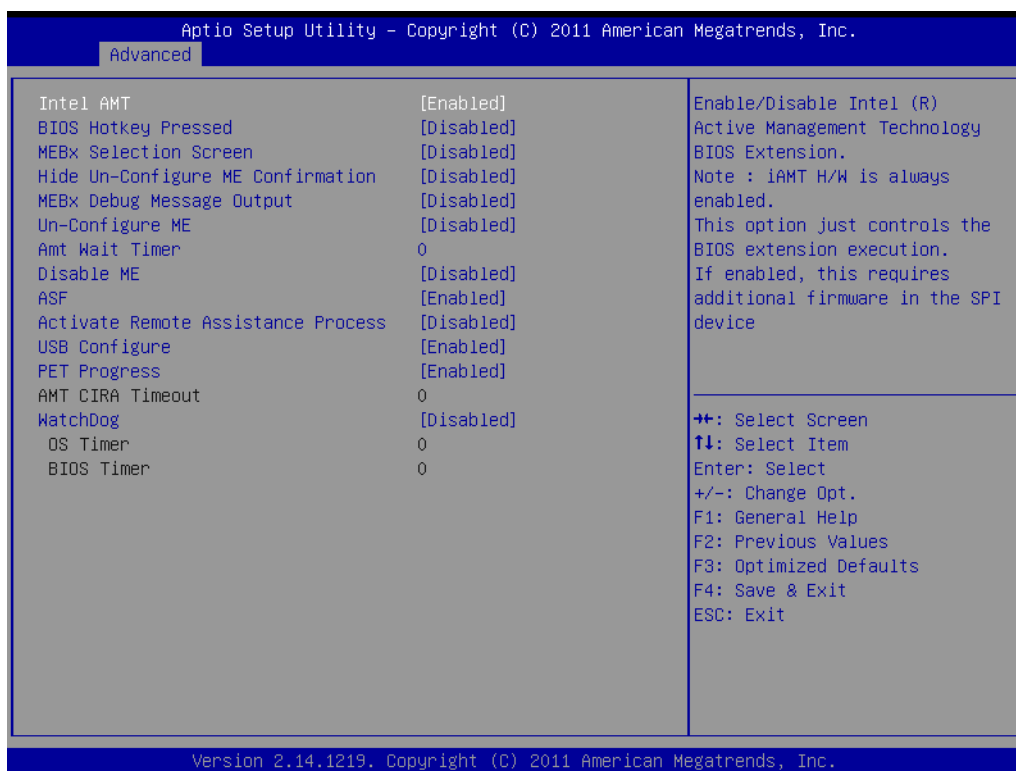 Aptio Setup Utility – Copyright (C) 2011 American Megatrends, Inc.
Advanced
Intel AMT [Enabled]
BIOS Hotkey Pressed [Disabled]
MEBx Selection Screen [Disabled]
Hide Un-Configure ME Confirmation [Disabled]
MEBx Debug Message Output [Disabled]
Un-Configure ME [Disabled]
Amt Wait Timer 0
Disable ME [Disabled]
ASF [Enabled]
Activate Remote Assistance Process [Disabled]
USB Configure [Enabled]
PET Progress [Enabled]
AMT CIRA Timeout 0
WatchDog [Disabled]
OS Timer 0
BIOS Timer 0
Enable/Disable Intel (R)
Active Management Technology
BIOS Extension.
Note : iAMT H/W is always
enabled.
This option just controls the
BIOS extension execution.
If enabled, this requires
additional firmware in the SPI
device
→←: Select Screen
↑↓: Select Item
Enter: Select
+/-: Change Opt.
F1: General Help
F2: Previous Values
F3: Optimized Defaults
F4: Save & Exit
ESC: Exit
Version 2.14.1219. Copyright (C) 2011 American Megatrends, Inc.